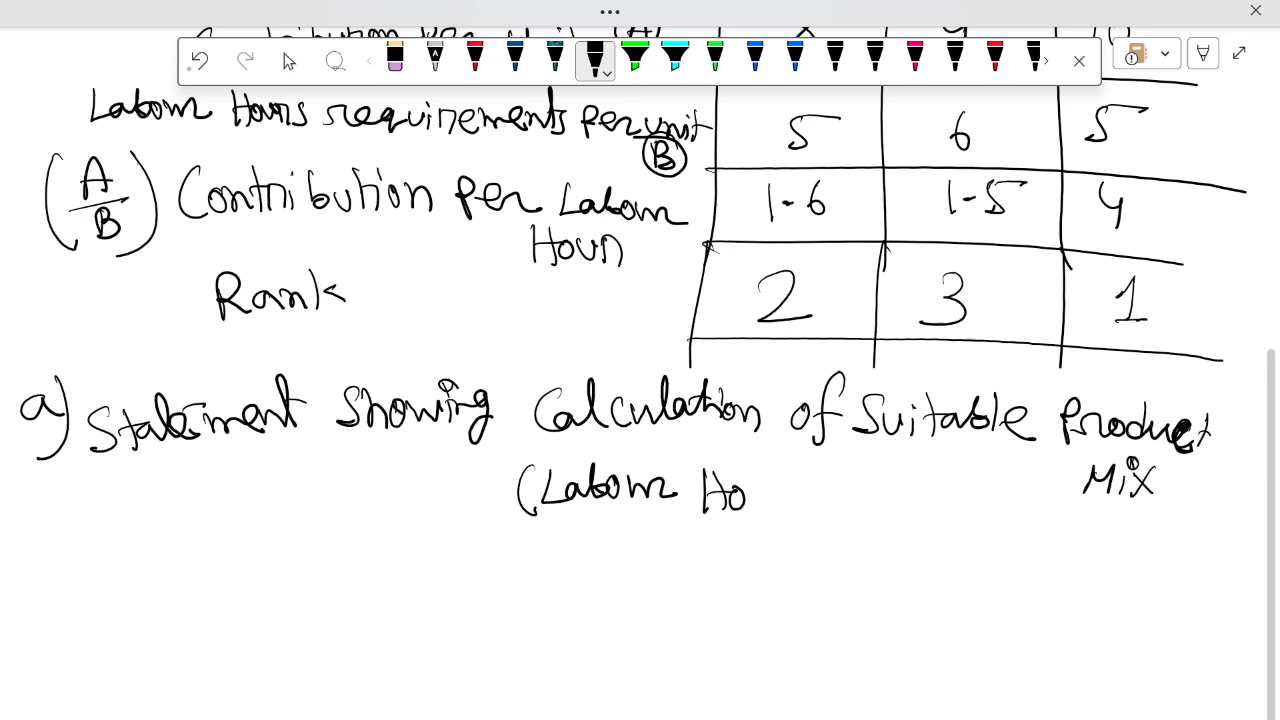 Labour Hours requirements per unit 5 6 5
(B)
(A/B) Contribution per Labour Hour 1.6 1.5 4
Rank 2 3 1
a) Statement showing Calculation of Suitable Product Mix
(Labour Ho